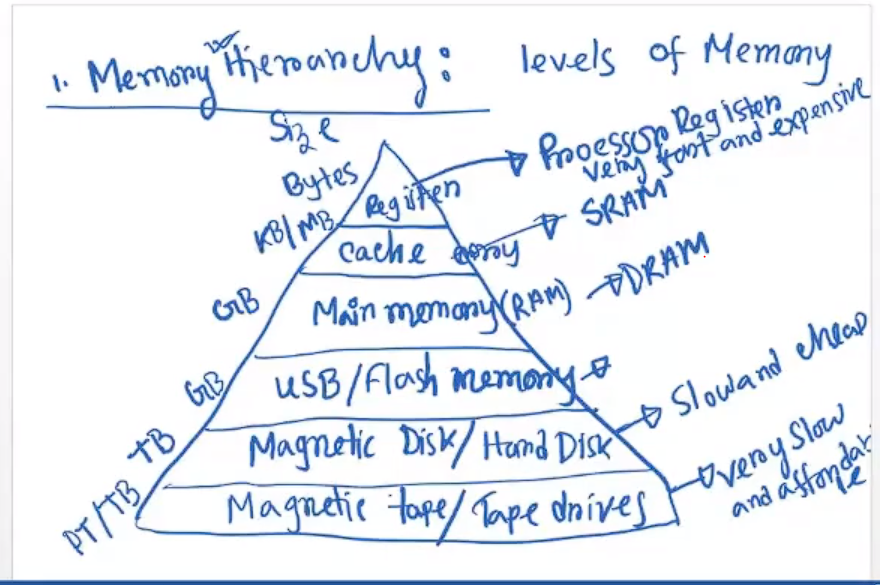 1. Memory Hierarchy: levels of Memory
Size
Bytes Register Processor Register
very fast and expensive
KB/MB Cache SRAM
GB Main memory (RAM) DRAM
GB USB/Flash memory
TB Magnetic Disk/Hard Disk Slow and cheap
PT/TB Magnetic tape/Tape drives very slow
and affordable